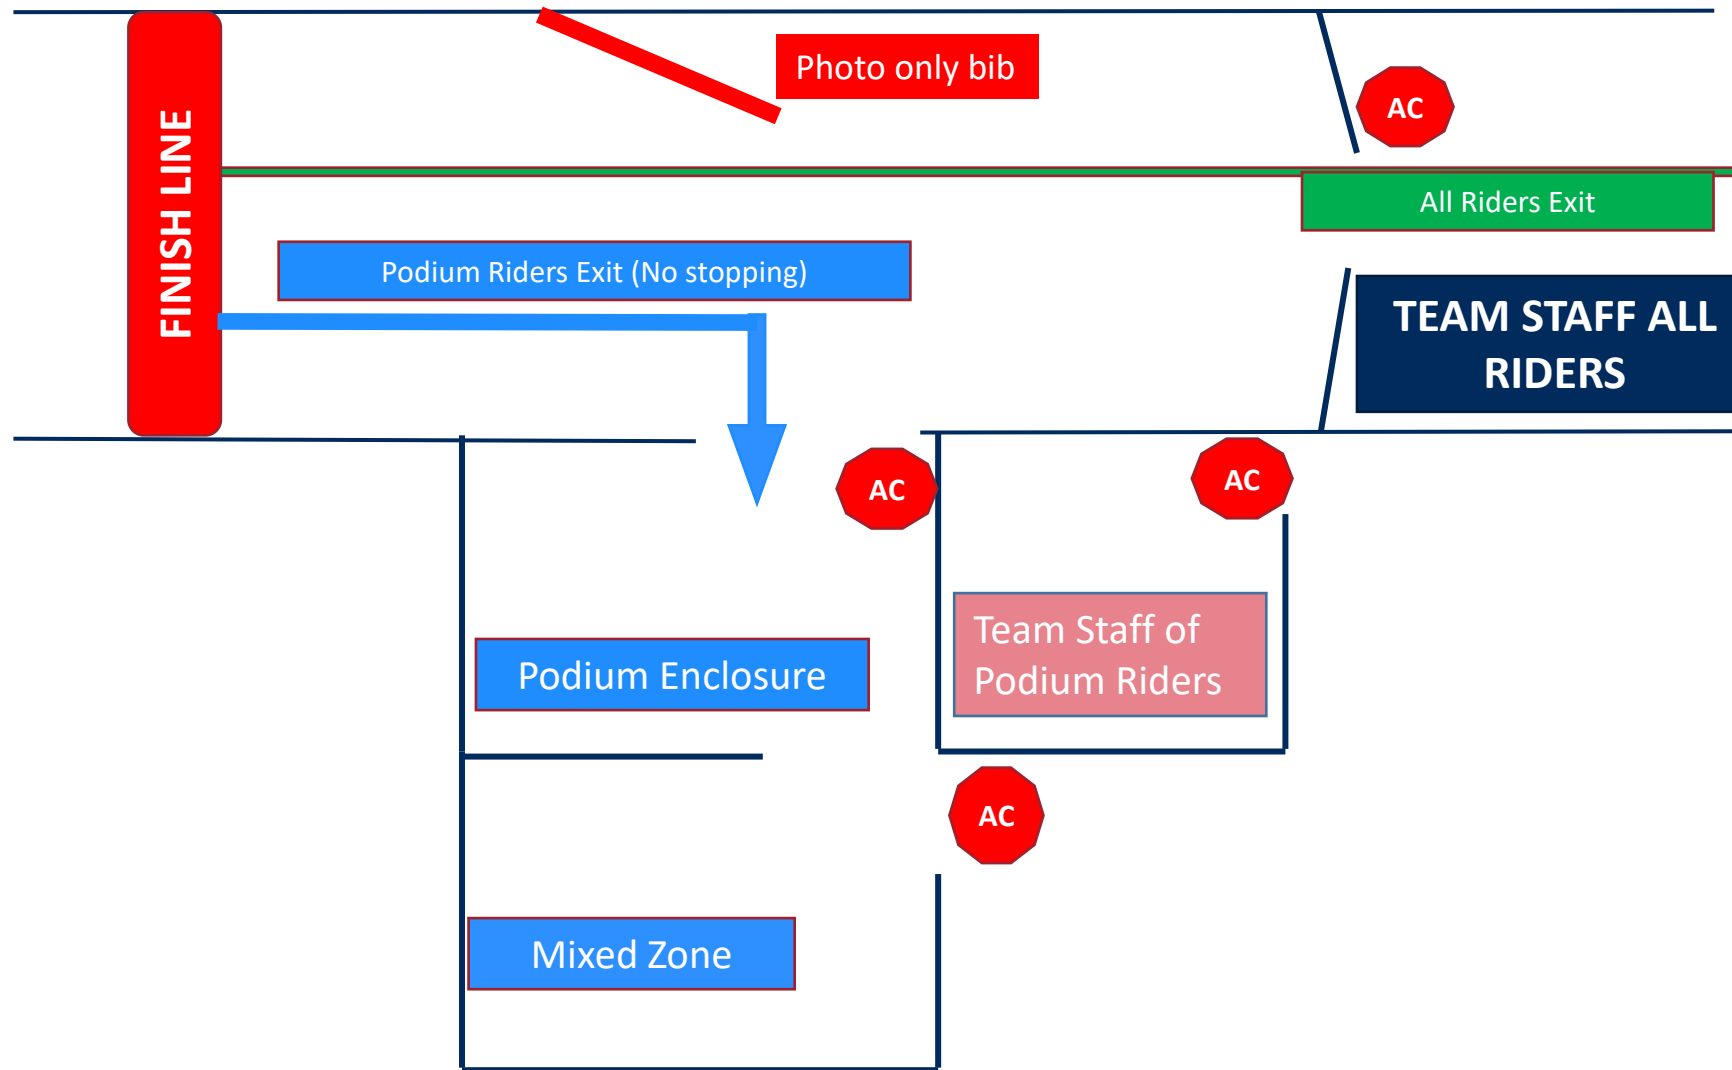 Photo only bib
AC
FINISH LINE
All Riders Exit
Podium Riders Exit (No stopping)
TEAM STAFF ALL
RIDERS
AC
AC
Team Staff of
Podium Riders
Podium Enclosure
AC
Mixed Zone